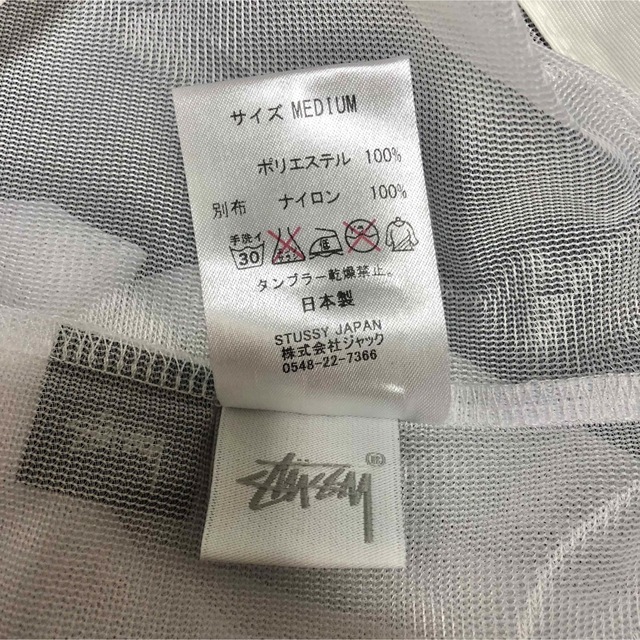 サイズ MEDIUM
ポリエステル 100%
別布 ナイロン 100%
手洗イ
30
タンブラー乾燥禁止。
日本製
STUSSY JAPAN
株式会社ジャック
0548-22-7366
STüSSY